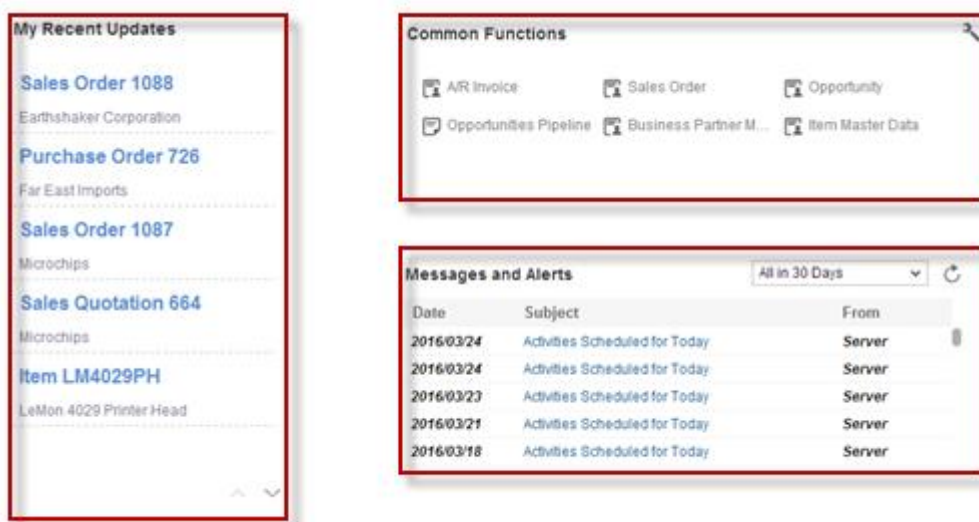 My Recent Updates
Sales Order 1088
Earthshaker Corporation
Purchase Order 726
Far East Imports
Sales Order 1087
Microchips
Sales Quotation 664
Microchips
Item LM4029PH
LeMon 4029 Printer Head
Common Functions
A/R Invoice Sales Order Opportunity
Opportunities Pipeline Business Partner M... Item Master Data
Messages and Alerts All in 30 Days
Date Subject From
2016/03/24 Activities Scheduled for Today Server
2016/03/24 Activities Scheduled for Today Server
2016/03/23 Activities Scheduled for Today Server
2016/03/21 Activities Scheduled for Today Server
2016/03/18 Activities Scheduled for Today Server